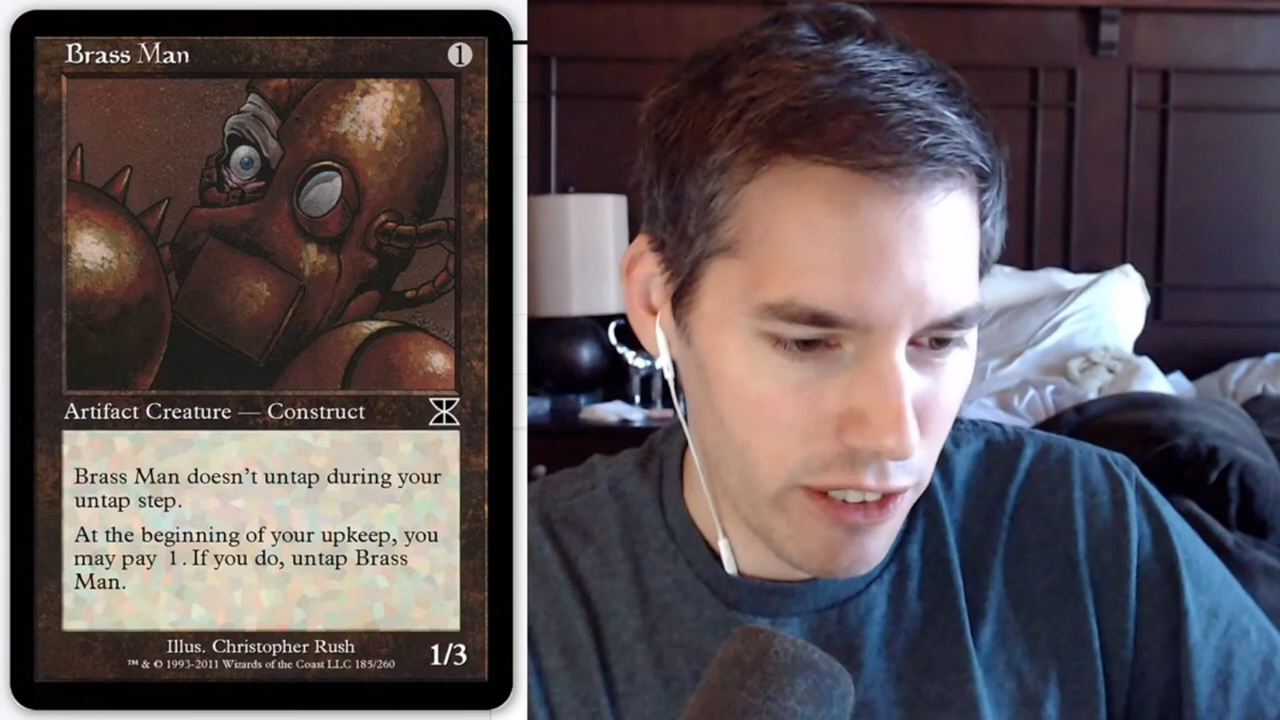 Brass Man 1
Artifact Creature — Construct
Brass Man doesn't untap during your
untap step.
At the beginning of your upkeep, you
may pay 1. If you do, untap Brass
Man.
Illus. Christopher Rush
™ & © 1993-2011 Wizards of the Coast LLC 185/260
1/3